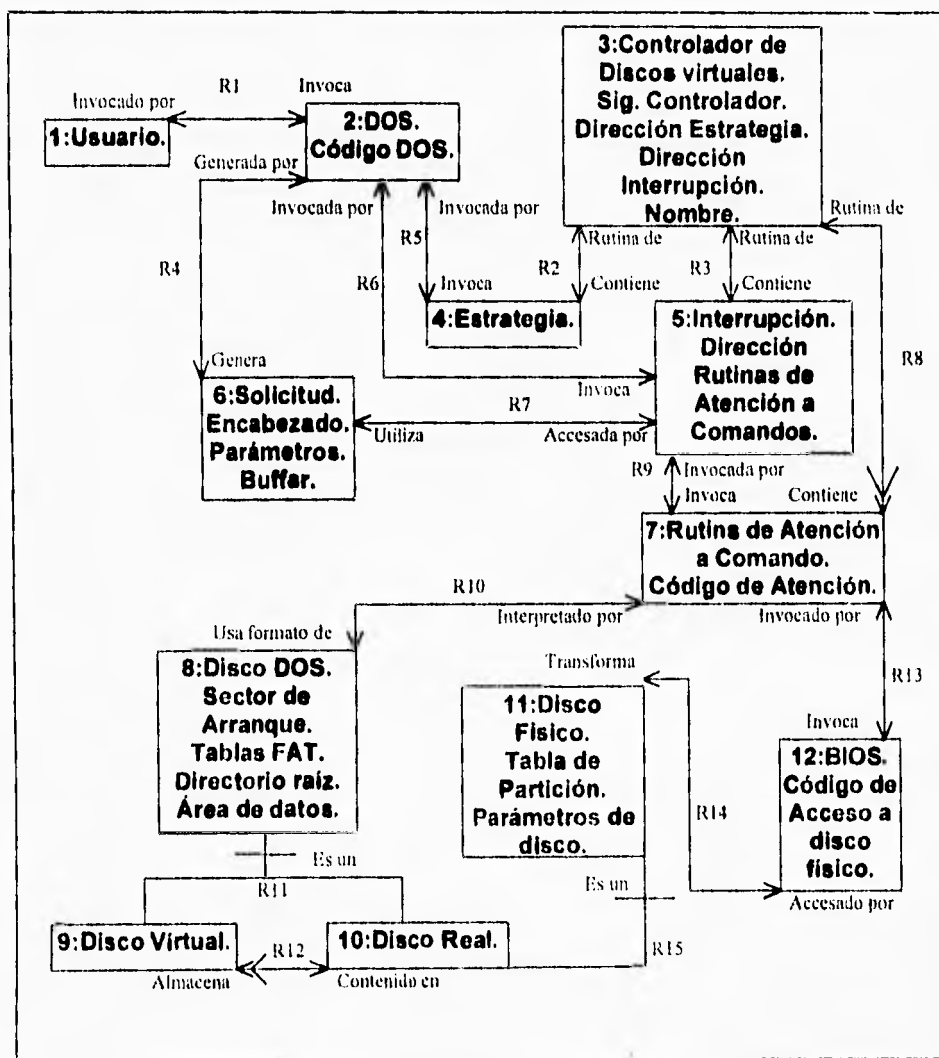 3:Controlador de
Discos virtuales.
Sig. Controlador.
Dirección Estrategia.
Dirección
Interrupción.
Nombre.
R1
Invoca
Invocado por
1:Usuario.
2:DOS.
Código DOS.
Generada por
Invocada por
Invocada por
Rutina de
Rutina de
Rutina de
R4
R6
R5
R2
R3
R8
Invoca
Contiene
Contiene
4:Estrategia.
5:Interrupción.
Dirección
Rutinas de
Atención a
Comandos.
Genera
Invoca
6:Solicitud.
Encabezado.
Parámetros.
Buffar.
R7
Utiliza
Accesada por
R9
Invocada por
Invoca
Contiene
7:Rutina de Atención
a Comando.
Código de Atención.
R10
Interpretado por
Invocado por
Usa formato de
8:Disco DOS.
Sector de
Arranque.
Tablas FAT.
Directorio raíz.
Área de datos.
Transforma
11:Disco
Físico.
Tabla de
Partición.
Parámetros de
disco.
R13
Invoca
12:BIOS.
Código de
Acceso a
disco
físico.
R14
Accesado por
Es un
R11
Es un
R15
9:Disco Virtual.
R12
10:Disco Real.
Almacena
Contenido en